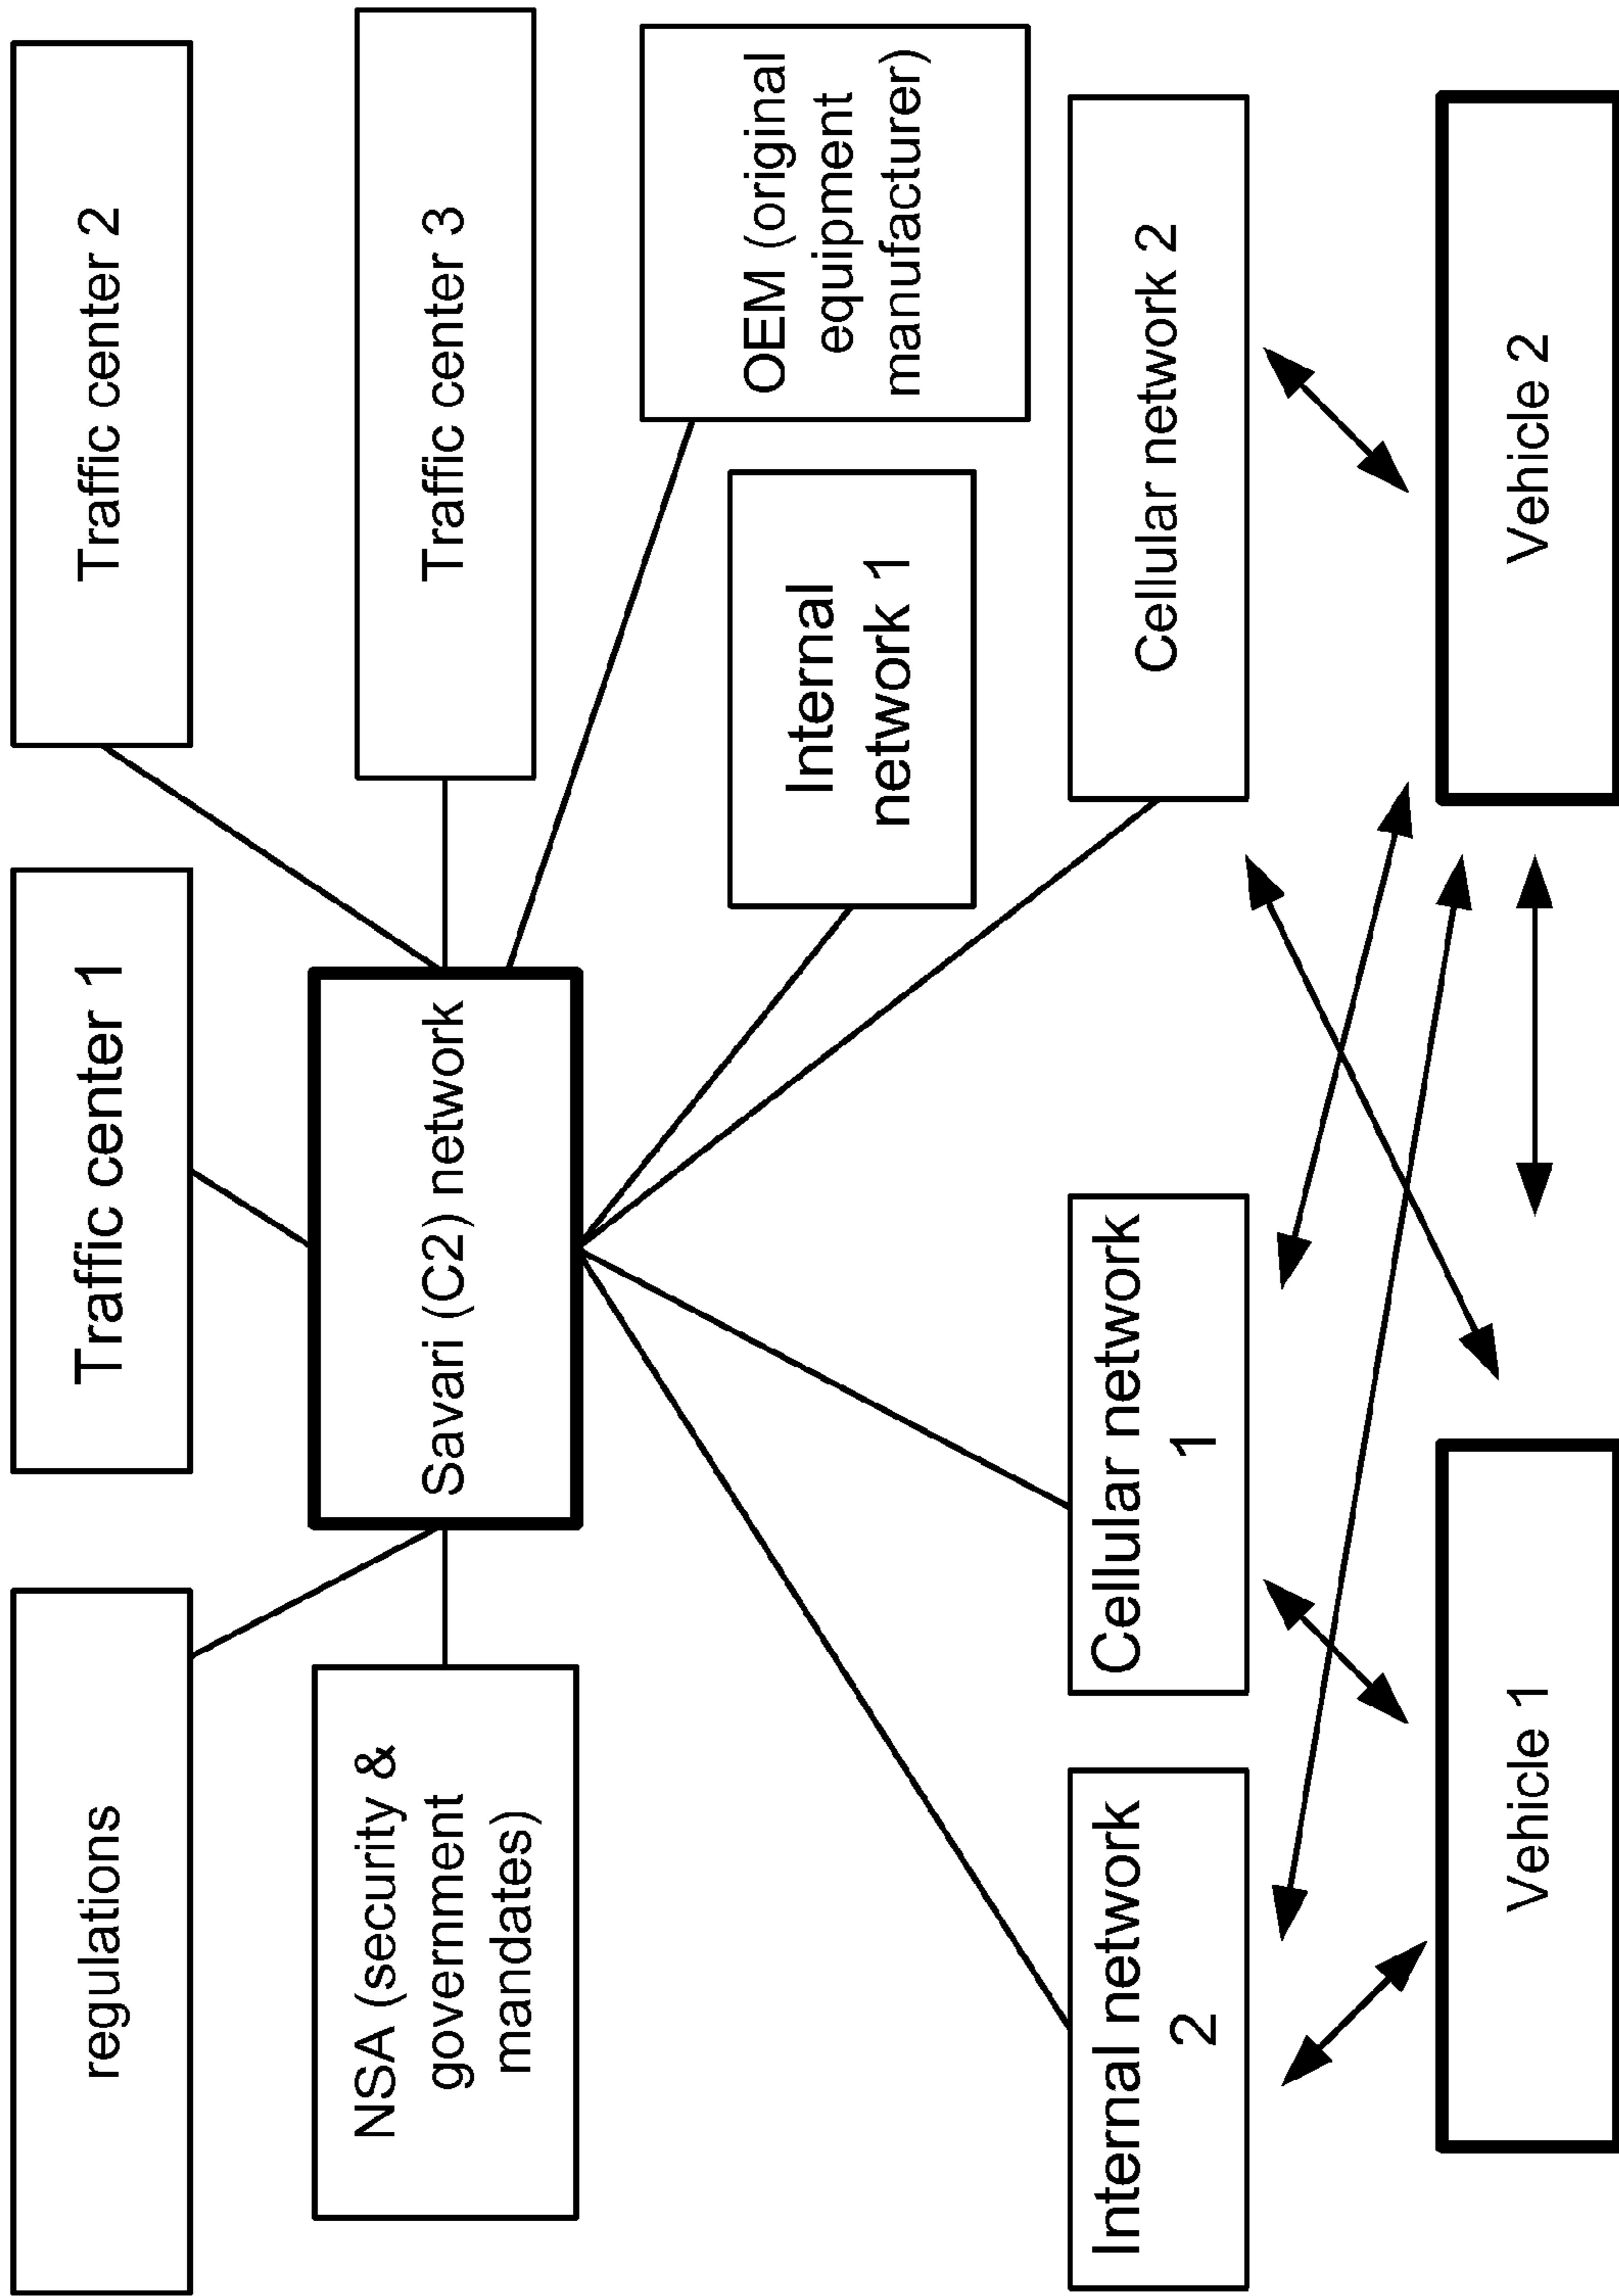 regulations
Traffic center 1
Traffic center 2
NSA (security &
government
mandates)
Savari (C2) network
Traffic center 3
OEM (original
equipment
manufacturer)
Internal
network 1
Internal network
2
Cellular network
1
Cellular network 2
Vehicle 1
Vehicle 2